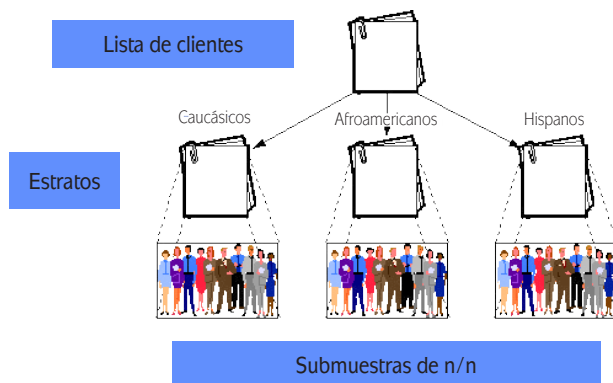 Lista de clientes
Caucásicos Afroamericanos Hispanos
Estratos
Submuestras de n/n